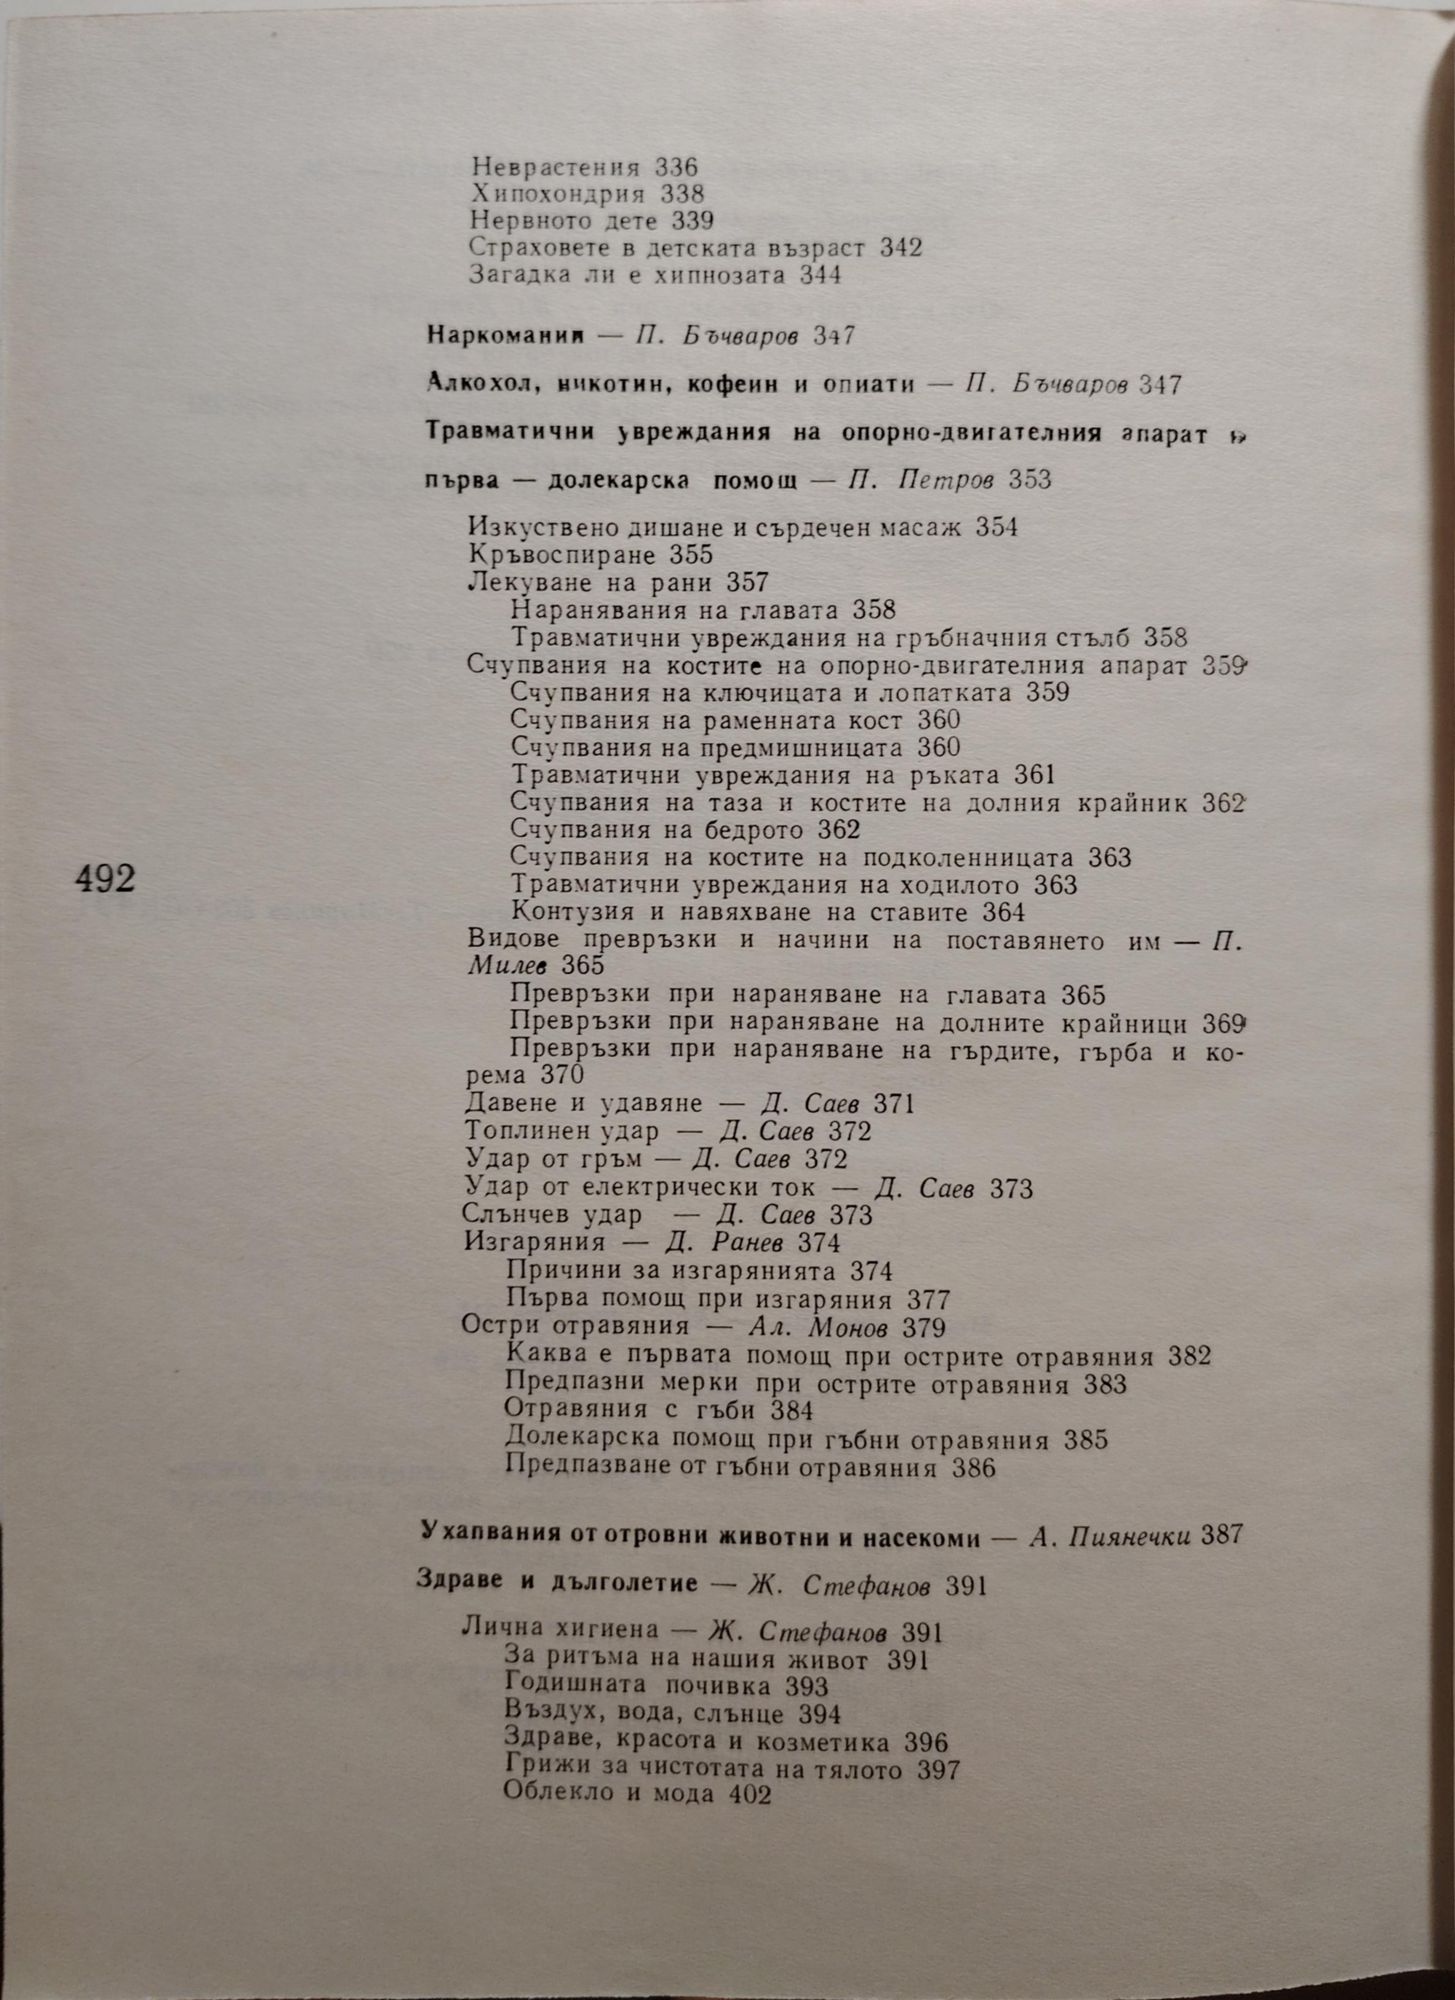 Неврастения 336
Хипохондрия 338
Нервното дете 339
Страховете в детската възраст 342
Загадка ли е хипнозата 344
Наркомании — П. Бъчваров 347
Алкохол, никотин, кофеин и опиати — П. Бъчваров 347
Травматични увреждания на опорно-двигателния апарат и
първа — долекарска помощ — П. Петров 353
Изкуствено дишане и сърдечен масаж 354
Кръвоспиране 355
Лекуване на рани 357
Наранявания на главата 358
Травматични увреждания на гръбначния стълб 358
Счупвания на костите на опорно-двигателния апарат 359
Счупвания на ключицата и лопатката 359
Счупвания на раменната кост 360
Счупвания на предмишницата 360
Травматични увреждания на ръката 361
Счупвания на таза и костите на долния крайник 362
Счупвания на бедрото 362
Счупвания на костите на подколенницата 363
492
Травматични увреждания на ходилото 363
Контузия и навяхване на ставите 364
Видове превръзки и начини на поставянето им — П.
Милев 365
Превръзки при нараняване на главата 365
Превръзки при нараняване на долните крайници 369
Превръзки при нараняване на гърдите, гърба и ко-
рема 370
Давене и удавяне — Д. Саев 371
Топлинен удар — Д. Саев 372
Удар от гръм — Д. Саев 372
Удар от електрически ток — Д. Саев 373
Слънчев удар — Д. Саев 373
Изгаряния — Д. Ранев 374
Причини за изгарянията 374
Първа помощ при изгаряния 377
Остри отравяния — Ал. Монов 379
Каква е първата помощ при острите отравяния 382
Предпазни мерки при острите отравяния 383
Отравяния с гъби 384
Долекарска помощ при гъбни отравяния 385
Предпазване от гъбни отравяния 386
Ухапвания от отровни животни и насекоми — А. Пиянечки 387
Здраве и дълголетие — Ж. Стефанов 391
Лична хигиена — Ж. Стефанов 391
За ритъма на нашия живот 391
Годишната почивка 393
Въздух, вода, слънце 394
Здраве, красота и козметика 396
Грижи за чистотата на тялото 397
Облекло и мода 402